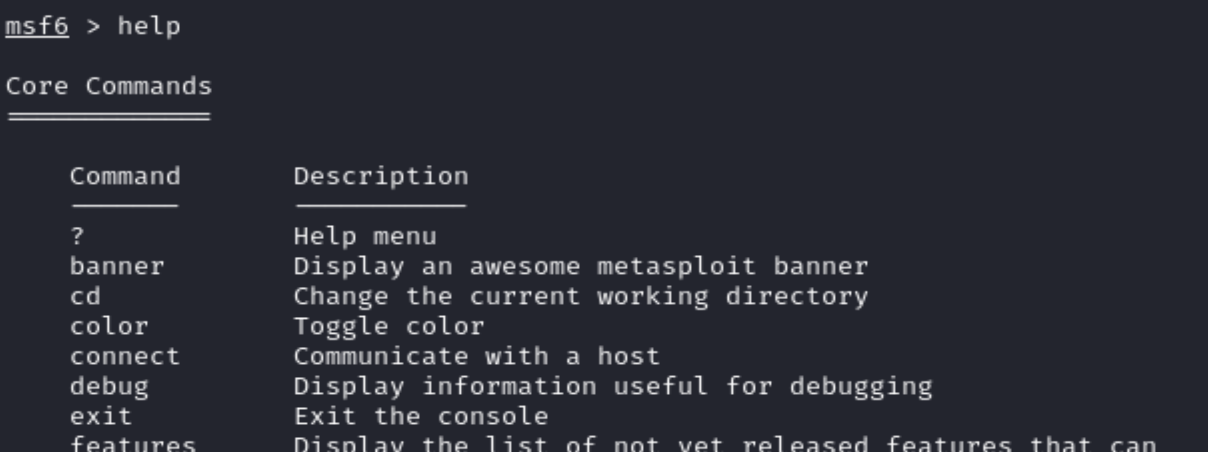 msf6 > help
Core Commands
=============
Command Description
------- -----------
? Help menu
banner Display an awesome metasploit banner
cd Change the current working directory
color Toggle color
connect Communicate with a host
debug Display information useful for debugging
exit Exit the console
features Display the list of not yet released features that can